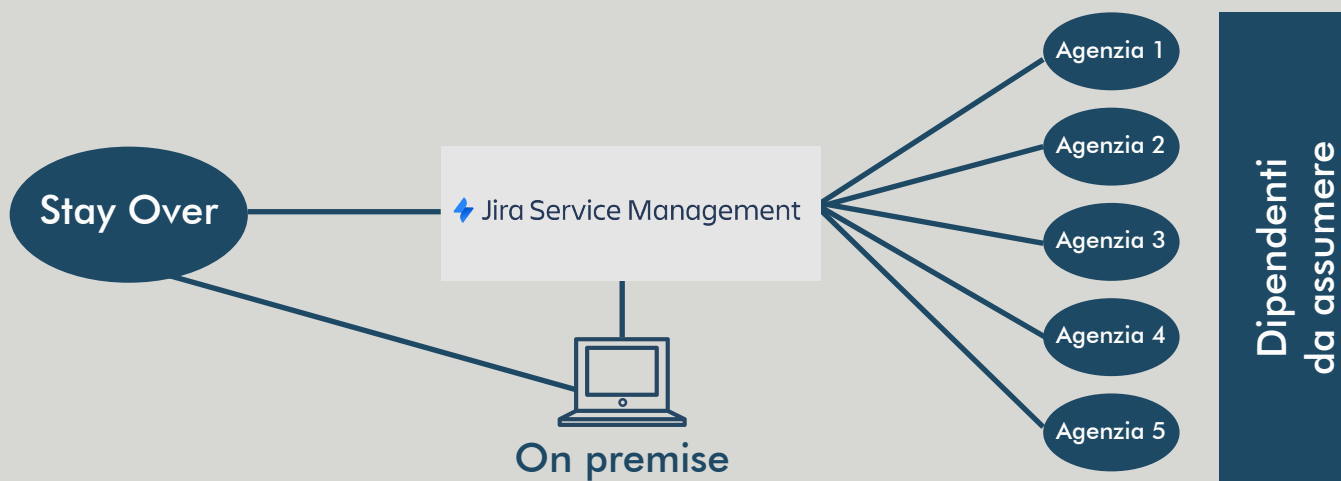 Agenzia 1
Agenzia 2
Stay Over
Jira Service Management
Agenzia 3
Agenzia 4
Agenzia 5
On premise
Dipendenti
da assumere